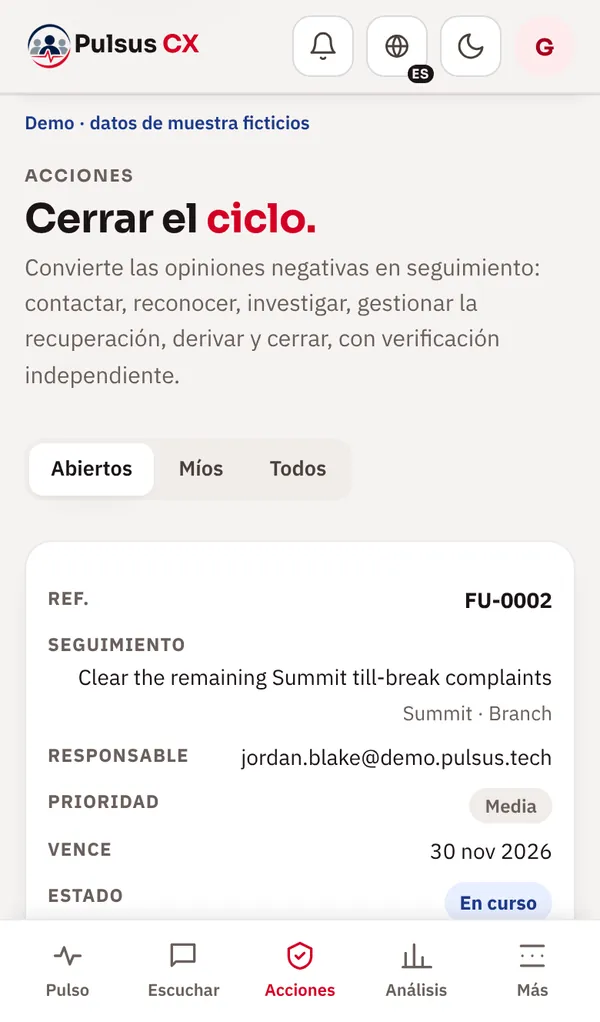 Pulsus CX
ES
G
Demo · datos de muestra ficticios
ACCIONES
Cerrar el ciclo.
Convierte las opiniones negativas en seguimiento:
contactar, reconocer, investigar, gestionar la
recuperación, derivar y cerrar, con verificación
independiente.
Abiertos
Míos
Todos
REF.
FU-0002
SEGUIMIENTO
Clear the remaining Summit till-break complaints
Summit · Branch
RESPONSABLE
jordan.blake@demo.pulsus.tech
PRIORIDAD
Media
VENCE
30 nov 2026
ESTADO
En curso
Pulso
Escuchar
Acciones
Análisis
Más